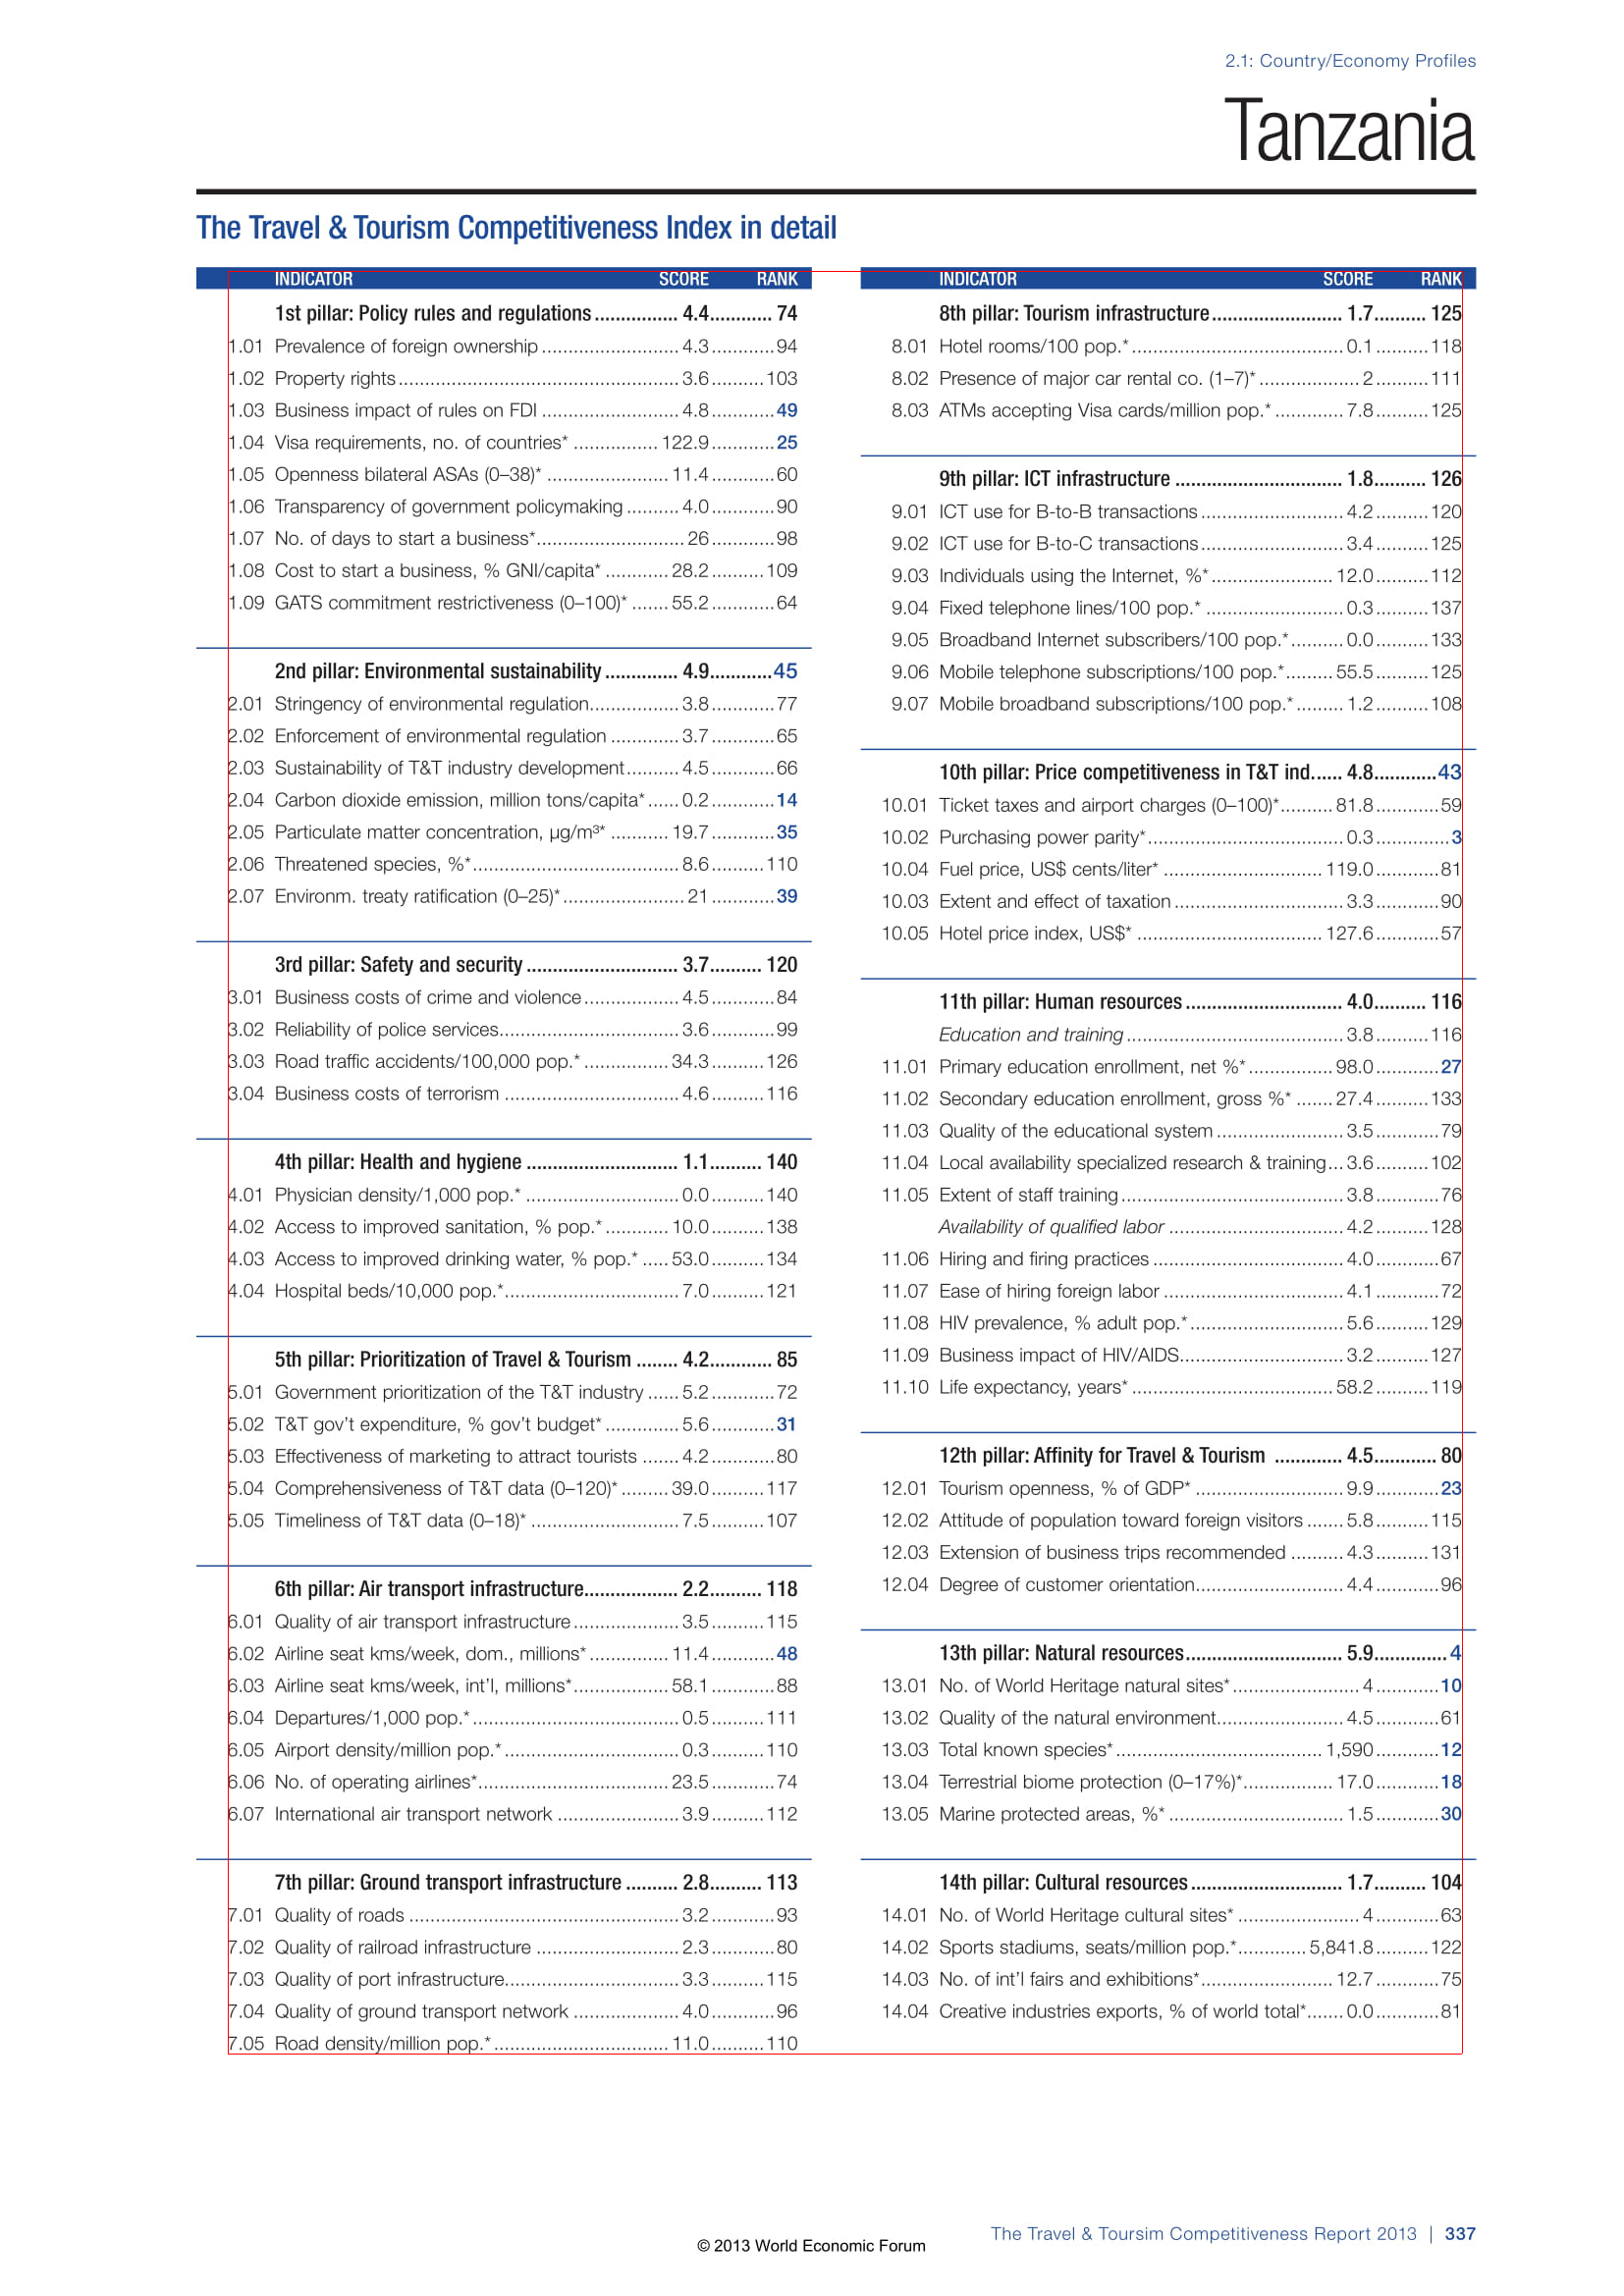 2.1: Country/Economy Profiles
Tanzania
The Travel & Tourism Competitiveness Index in detail
INDICATOR SCORE RANK
1st pillar: Policy rules and regulations................ 4.4............ 74
1.01 Prevalence of foreign ownership.......................... 4.3............94
1.02 Property rights..................................................... 3.6..........103
1.03 Business impact of rules on FDI .......................... 4.8............49
1.04 Visa requirements, no. of countries* ................ 122.9............25
1.05 Openness bilateral ASAs (0–38)* ....................... 11.4............60
1.06 Transparency of government policymaking.......... 4.0............90
1.07 No. of days to start a business*............................ 26............98
1.08 Cost to start a business, % GNI/capita* ............ 28.2..........109
1.09 GATS commitment restrictiveness (0–100)* ....... 55.2............64
2nd pillar: Environmental sustainability.............. 4.9............45
2.01 Stringency of environmental regulation................. 3.8............77
2.02 Enforcement of environmental regulation ............. 3.7............65
2.03 Sustainability of T&T industry development.......... 4.5............66
2.04 Carbon dioxide emission, million tons/capita*...... 0.2............14
2.05 Particulate matter concentration, µg/m³* ........... 19.7............35
2.06 Threatened species, %*....................................... 8.6..........110
2.07 Environm. treaty ratification (0–25)*....................... 21............39
3rd pillar: Safety and security............................. 3.7.......... 120
3.01 Business costs of crime and violence.................. 4.5............84
3.02 Reliability of police services.................................. 3.6............99
3.03 Road traffic accidents/100,000 pop.*................ 34.3..........126
3.04 Business costs of terrorism ................................. 4.6..........116
4th pillar: Health and hygiene ............................. 1.1.......... 140
4.01 Physician density/1,000 pop.* ............................. 0.0..........140
4.02 Access to improved sanitation, % pop.*............ 10.0..........138
4.03 Access to improved drinking water, % pop.* ..... 53.0..........134
4.04 Hospital beds/10,000 pop.*................................. 7.0..........121
5th pillar: Prioritization of Travel & Tourism ........ 4.2............ 85
5.01 Government prioritization of the T&T industry ...... 5.2............72
5.02 T&T gov’t expenditure, % gov’t budget*.............. 5.6............31
5.03 Effectiveness of marketing to attract tourists ....... 4.2............80
5.04 Comprehensiveness of T&T data (0–120)* ......... 39.0..........117
5.05 Timeliness of T&T data (0–18)* ............................ 7.5..........107
6th pillar: Air transport infrastructure.................. 2.2.......... 118
6.01 Quality of air transport infrastructure.................... 3.5..........115
6.02 Airline seat kms/week, dom., millions*............... 11.4............48
6.03 Airline seat kms/week, int’l, millions*.................. 58.1............88
6.04 Departures/1,000 pop.*....................................... 0.5..........111
6.05 Airport density/million pop.*................................. 0.3..........110
6.06 No. of operating airlines*.................................... 23.5............74
6.07 International air transport network ....................... 3.9..........112
7th pillar: Ground transport infrastructure.......... 2.8.......... 113
7.01 Quality of roads ................................................... 3.2............93
7.02 Quality of railroad infrastructure ........................... 2.3............80
7.03 Quality of port infrastructure................................. 3.3..........115
7.04 Quality of ground transport network .................... 4.0............96
7.05 Road density/million pop.*................................. 11.0..........110
INDICATOR SCORE RANK
8th pillar: Tourism infrastructure......................... 1.7.......... 125
8.01 Hotel rooms/100 pop.*........................................ 0.1..........118
8.02 Presence of major car rental co. (1–7)*................... 2..........111
8.03 ATMs accepting Visa cards/million pop.*............. 7.8..........125
9th pillar: ICT infrastructure ................................ 1.8.......... 126
9.01 ICT use for B-to-B transactions........................... 4.2..........120
9.02 ICT use for B-to-C transactions........................... 3.4..........125
9.03 Individuals using the Internet, %*....................... 12.0..........112
9.04 Fixed telephone lines/100 pop.* .......................... 0.3..........137
9.05 Broadband Internet subscribers/100 pop.*.......... 0.0..........133
9.06 Mobile telephone subscriptions/100 pop.*......... 55.5..........125
9.07 Mobile broadband subscriptions/100 pop.*......... 1.2..........108
10th pillar: Price competitiveness in T&T ind...... 4.8............43
10.01 Ticket taxes and airport charges (0–100)*.......... 81.8............59
10.02 Purchasing power parity*..................................... 0.3..............3
10.04 Fuel price, US$ cents/liter* .............................. 119.0............81
10.03 Extent and effect of taxation................................ 3.3............90
10.05 Hotel price index, US$* ................................... 127.6............57
11th pillar: Human resources.............................. 4.0.......... 116
Education and training......................................... 3.8..........116
11.01 Primary education enrollment, net %*................ 98.0............27
11.02 Secondary education enrollment, gross %* ....... 27.4..........133
11.03 Quality of the educational system........................ 3.5............79
11.04 Local availability specialized research & training... 3.6..........102
11.05 Extent of staff training.......................................... 3.8............76
Availability of qualified labor ................................. 4.2..........128
11.06 Hiring and firing practices .................................... 4.0............67
11.07 Ease of hiring foreign labor .................................. 4.1............72
11.08 HIV prevalence, % adult pop.*............................. 5.6..........129
11.09 Business impact of HIV/AIDS............................... 3.2..........127
11.10 Life expectancy, years* ...................................... 58.2..........119
12th pillar: Affinity for Travel & Tourism ............. 4.5............ 80
12.01 Tourism openness, % of GDP* ............................ 9.9............23
12.02 Attitude of population toward foreign visitors ....... 5.8..........115
12.03 Extension of business trips recommended .......... 4.3..........131
12.04 Degree of customer orientation............................ 4.4............96
13th pillar: Natural resources.............................. 5.9..............4
13.01 No. of World Heritage natural sites*........................ 4............10
13.02 Quality of the natural environment........................ 4.5............61
13.03 Total known species*....................................... 1,590............12
13.04 Terrestrial biome protection (0–17%)*................. 17.0............18
13.05 Marine protected areas, %*................................. 1.5............30
14th pillar: Cultural resources............................. 1.7.......... 104
14.01 No. of World Heritage cultural sites* ....................... 4............63
14.02 Sports stadiums, seats/million pop.*............. 5,841.8..........122
14.03 No. of int’l fairs and exhibitions*......................... 12.7............75
14.04 Creative industries exports, % of world total*....... 0.0............81
The Travel & Toursim Competitiveness Report 2013 | 337
© 2013 World Economic Forum